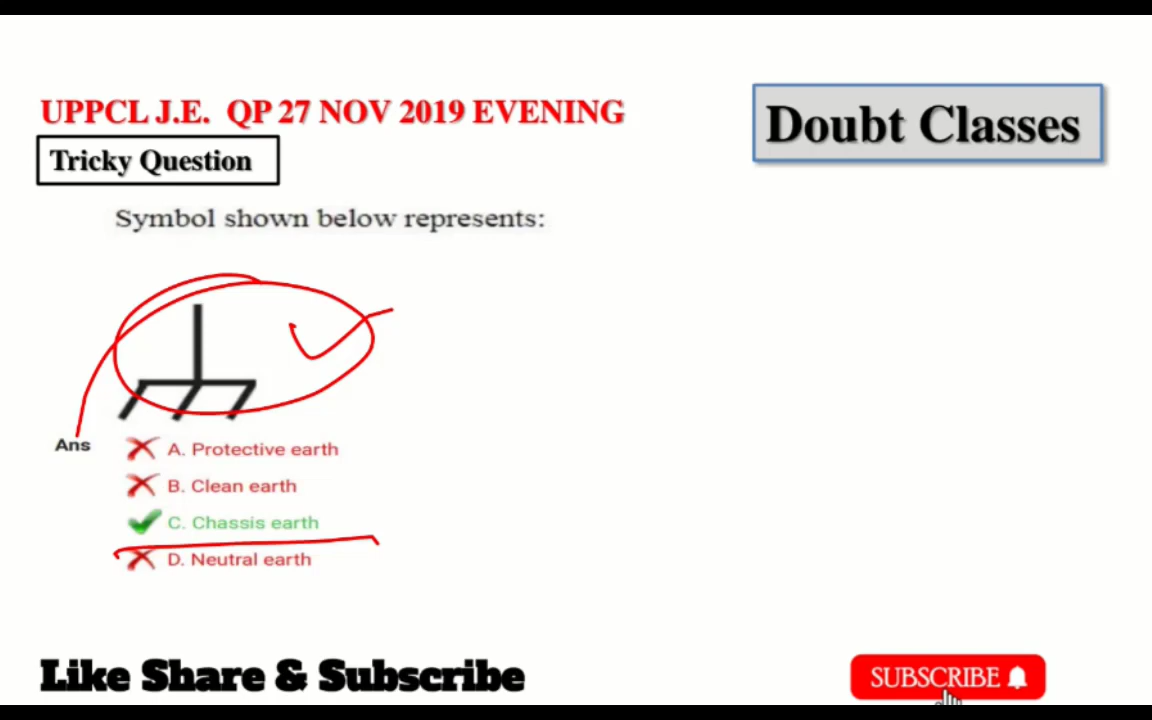 UPPCL J.E. QP 27 NOV 2019 EVENING
Doubt Classes
Tricky Question
Symbol shown below represents:
Ans
A. Protective earth
B. Clean earth
C. Chassis earth
D. Neutral earth
Like Share & Subscribe
SUBSCRIBE